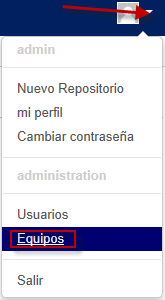 admin
Nuevo Repositorio
mi perfil
Cambiar contraseña
administration
Usuarios
Equipos
Salir